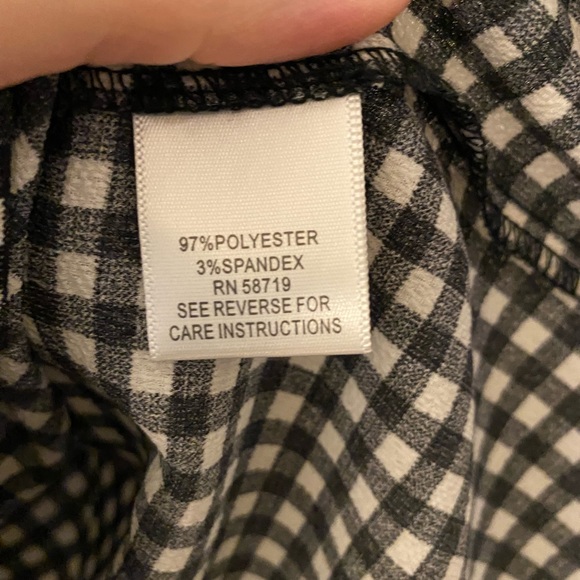 97%POLYESTER
3%SPANDEX
RN 58719
SEE REVERSE FOR
CARE INSTRUCTIONS